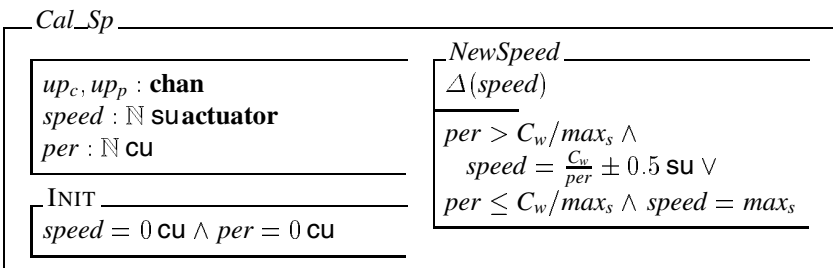 Cal_Sp
up_c, up_p : chan
speed : ℕ su actuator
per : ℕ cu
INIT
speed = 0 cu ∧ per = 0 cu
NewSpeed
Δ(speed)
per > C_w/max_s ∧
speed = C_w/per ± 0.5 su ∨
per ≤ C_w/max_s ∧ speed = max_s